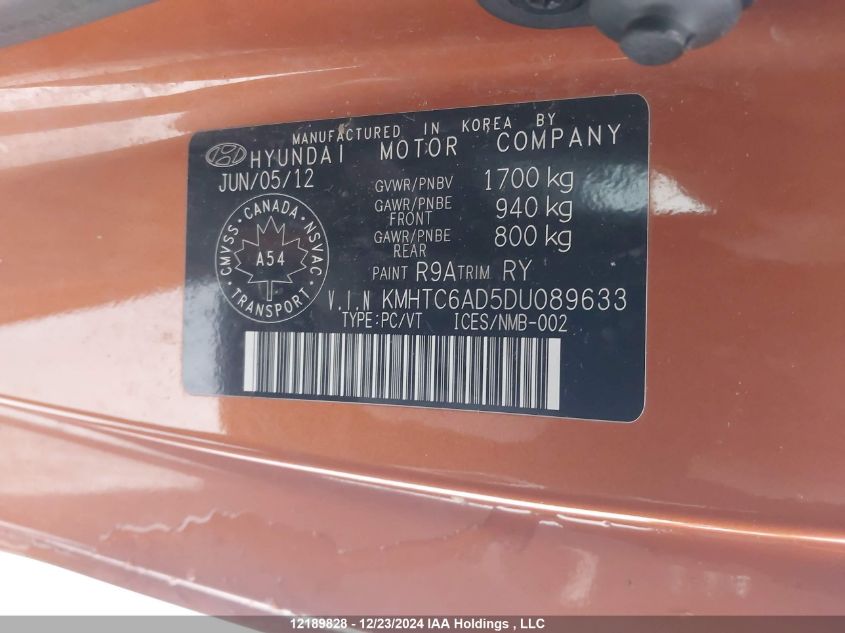 MANUFACTURED IN KOREA BY
HYUNDAI MOTOR COMPANY
JUN/05/12
GVWR/PNBV 1700 kg
GAWR/PNBE FRONT 940 kg
GAWR/PNBE REAR 800 kg
PAINT R9A TRIM RY
CMVSS · CANADA · NSVAC · TRANSPORT ·
A54
V.I.N KMHTC6AD5DU089633
TYPE:PC/VT ICES/NMB-002
12189828 - 12/23/2024 IAA Holdings , LLC